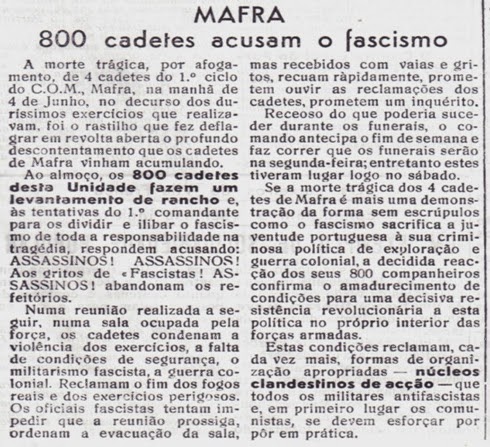 MAFRA
800 cadetes acusam o fascismo
A morte trágica, por afoga-
mento, de 4 cadetes do 1.º ciclo
do C.O.M., Mafra, na manhã de
4 de Junho, no decurso dos du-
ríssimos exercícios que realiza-
vam, foi o rastilho que fez defla-
grar em revolta aberta o profundo
descontentamento que os cadetes
de Mafra vinham acumulando.
Ao almoço, os 800 cadetes
desta Unidade fazem um
levantamento de rancho e,
às tentativas do 1.º comandante
para os dividir e ilibar o fascis-
mo de toda a responsabilidade na
tragédia, respondem acusando:
ASSASSINOS! ASSASSINOS!
Aos gritos de «Fascistas! AS-
SASSINOS! abandonam os re-
feitórios.
Numa reunião realizada a se-
guir, numa sala ocupada pela
força, os cadetes condenam a
violência dos exercícios, a falta
de condições de segurança, o
militarismo fascista, a guerra co-
lonial. Reclamam o fim dos fogos
reais e dos exercícios perigosos.
Os oficiais fascistas tentam im-
pedir que a reunião prossiga,
ordenam a evacuação da sala,
mas recebidos com vaias e gri-
tos, recuam ràpidamente, prome-
tem ouvir as reclamações dos
cadetes, prometem um inquérito.
Receoso do que poderia suce-
der durante os funerais, o co-
mando antecipa o fim de semana e
faz correr que os funerais serão
na segunda-feira; entretanto estes
tiveram lugar logo no sábado.
Se a morte trágica dos 4 cade-
tes de Mafra é mais uma demons-
tração da forma sem escrúpulos
como o fascismo sacrifica a ju-
ventude portuguesa à sua crimi-
nosa política de exploração e
guerra colonial, a decidida reac-
ção dos seus 800 companheiros
confirma o amadurecimento de
condições para uma decisiva re-
sistência revolucionária a esta
política no próprio interior das
forças armadas.
Estas condições reclamam, ca-
da vez mais, formas de organi-
zação apropriadas — núcleos
clandestinos de acção — que
todos os militares antifascistas
e, em primeiro lugar os comunis-
tas, se devem esforçar por
pôr em prática.